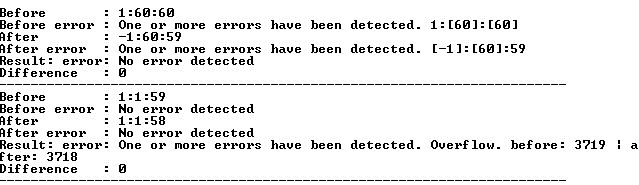 Before       : 1:60:60
Before error : One or more errors have been detected. 1:[60]:[60]
After        : -1:60:59
After error  : One or more errors have been detected. [-1]:[60]:59
Result: error: No error detected
Difference   : 0
-----------------------------------------------------------------------
Before       : 1:1:59
Before error : No error detected
After        : 1:1:58
After error  : No error detected
Result: error: One or more errors have been detected. Overflow. before: 3719 ¦ a
fter: 3718
Difference   : 0
-----------------------------------------------------------------------